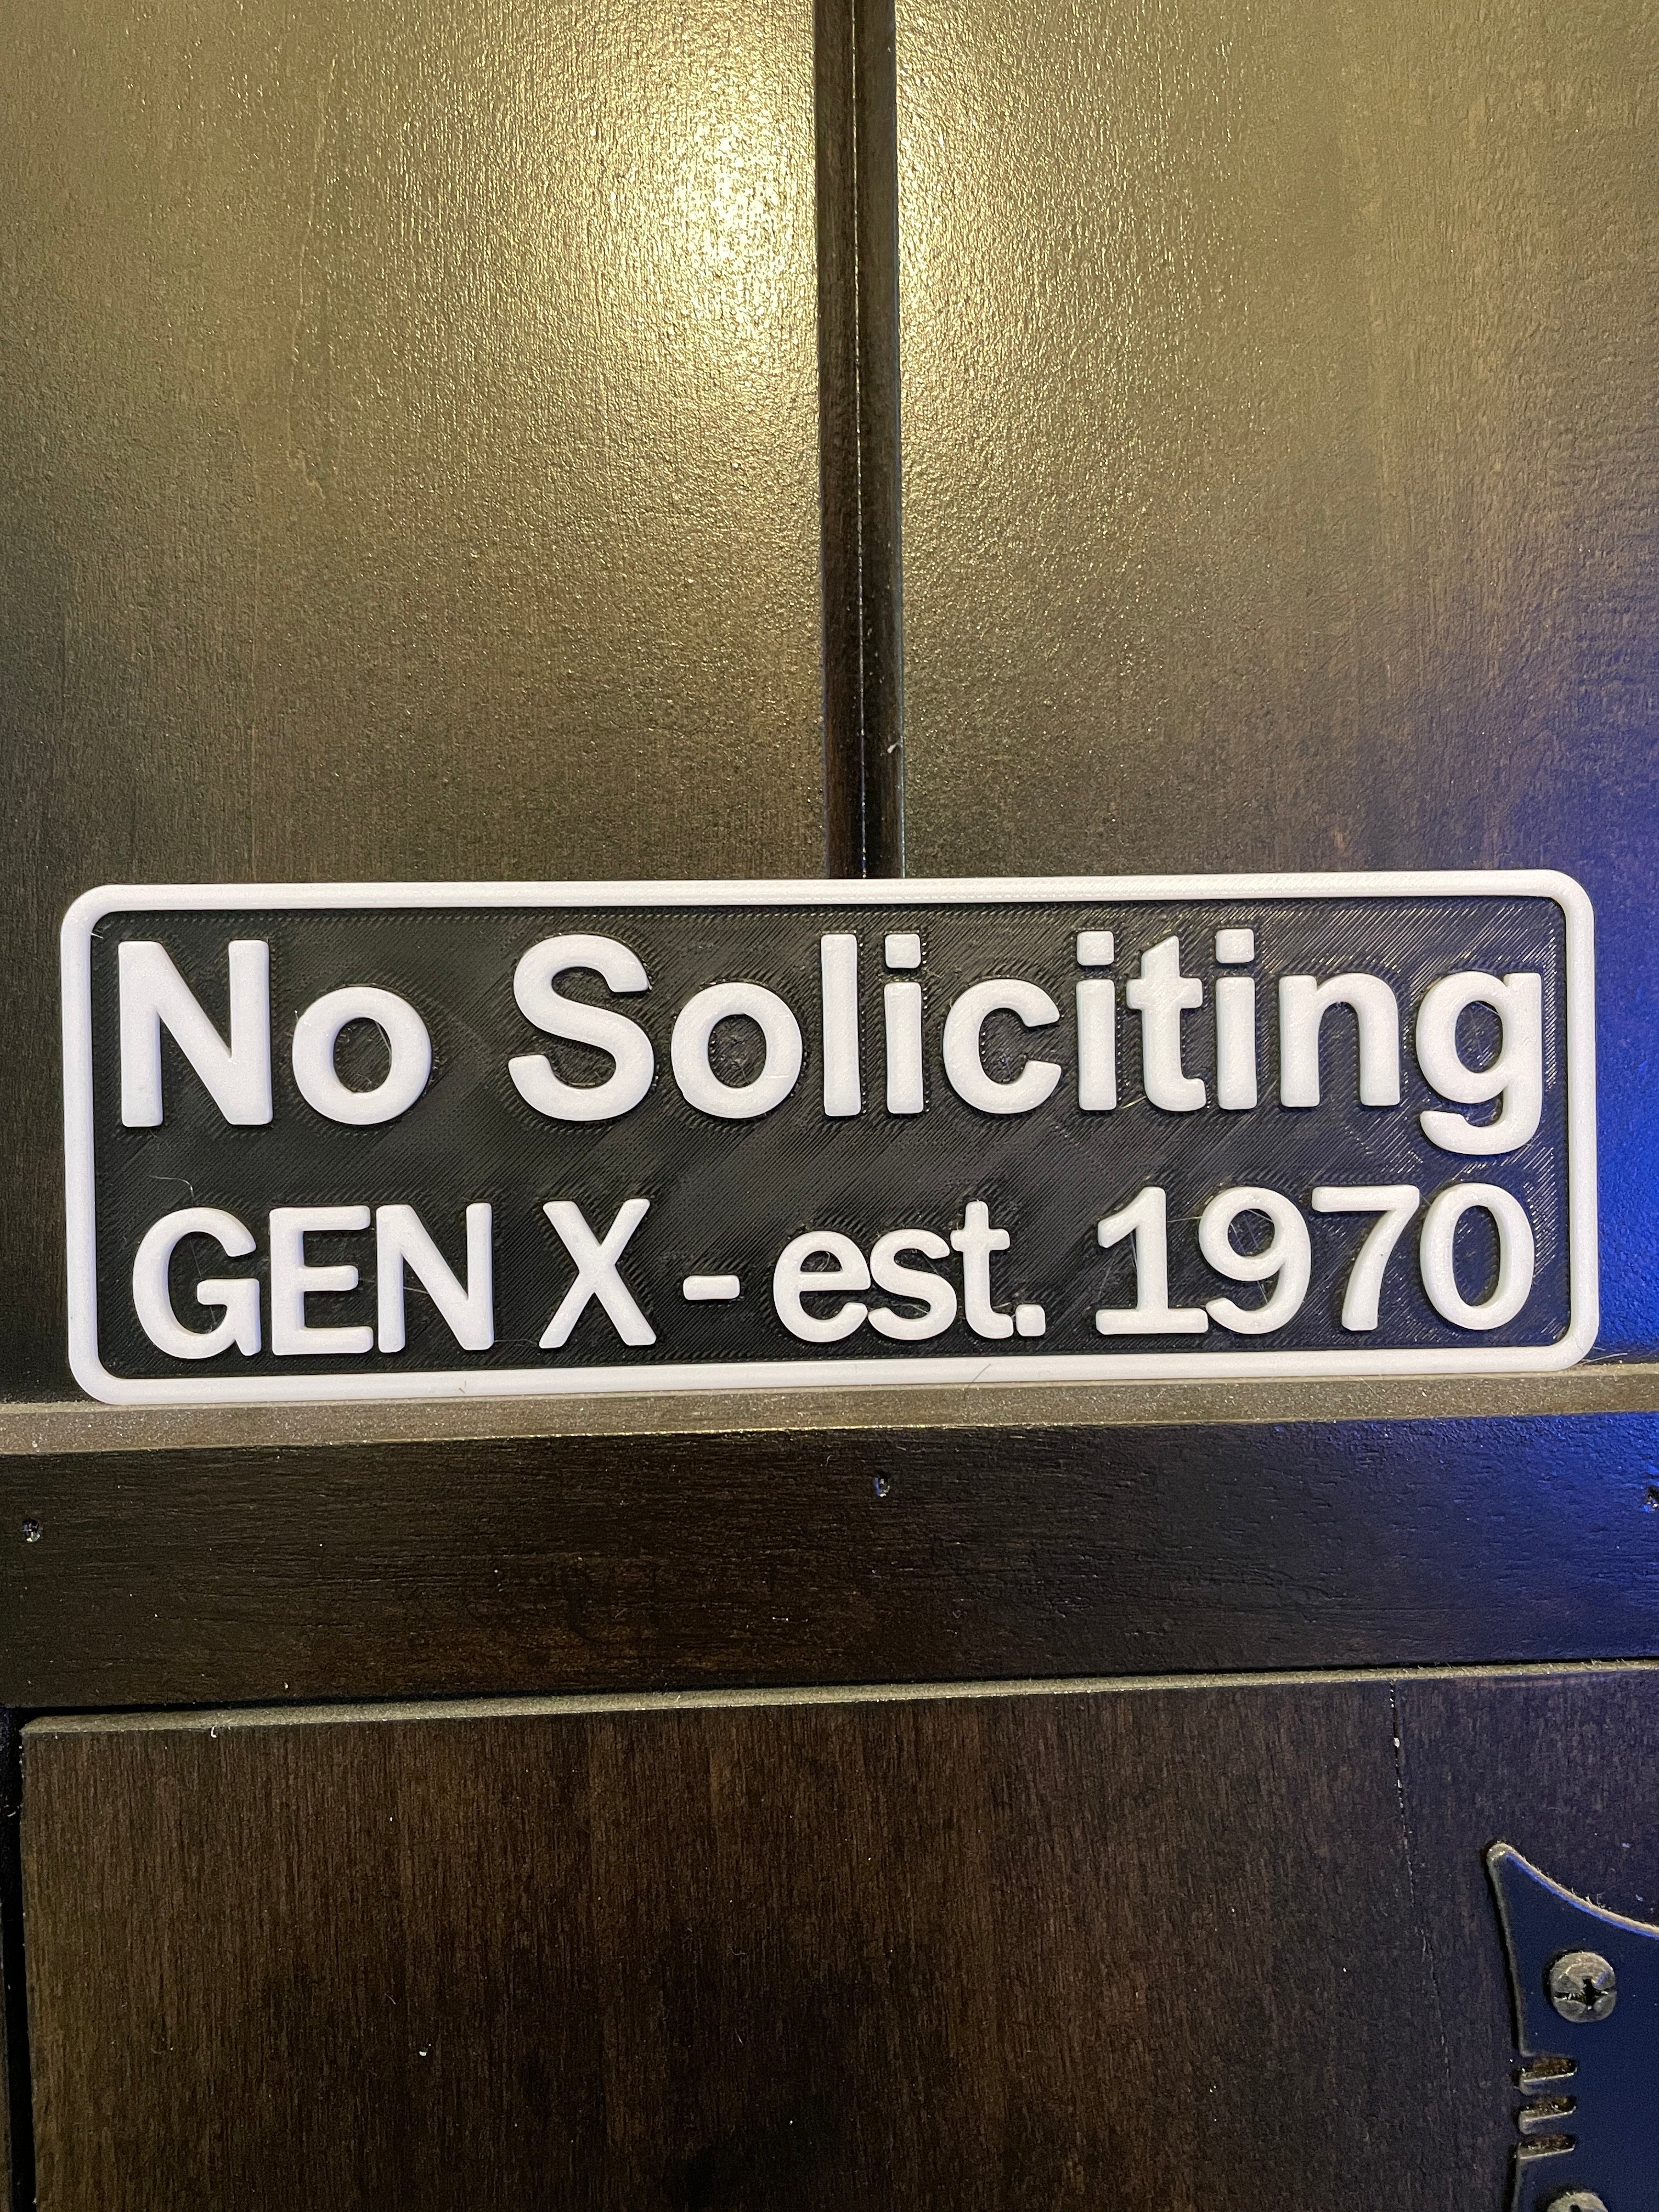 No Soliciting
GEN X - est. 1970